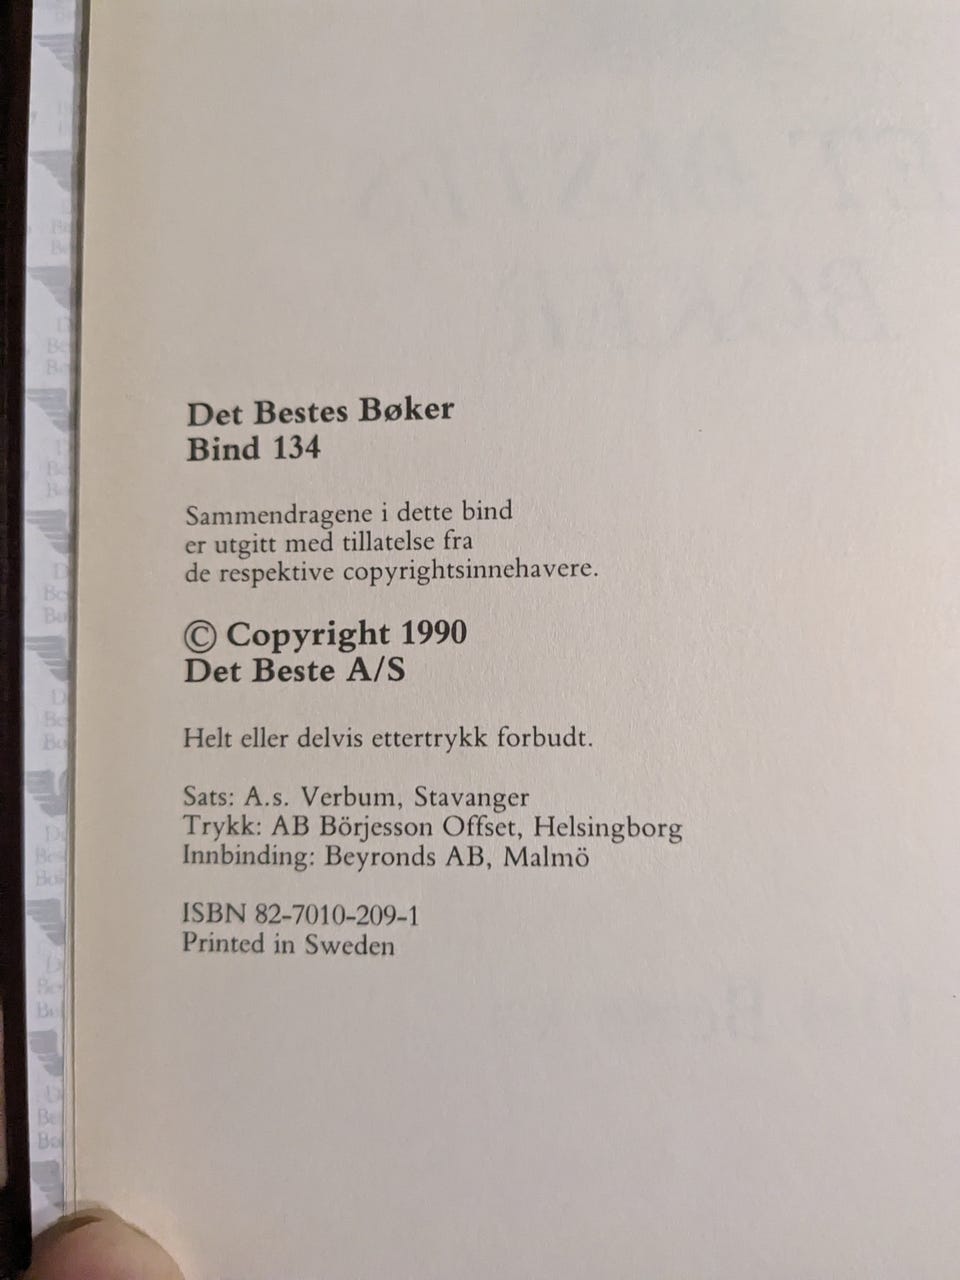 Det Bestes Bøker
Bind 134
Sammendragene i dette bind
er utgitt med tillatelse fra
de respektive copyrightsinnehavere.
© Copyright 1990
Det Beste A/S
Helt eller delvis ettertrykk forbudt.
Sats: A.s. Verbum, Stavanger
Trykk: AB Börjesson Offset, Helsingborg
Innbinding: Beyronds AB, Malmö
ISBN 82-7010-209-1
Printed in Sweden